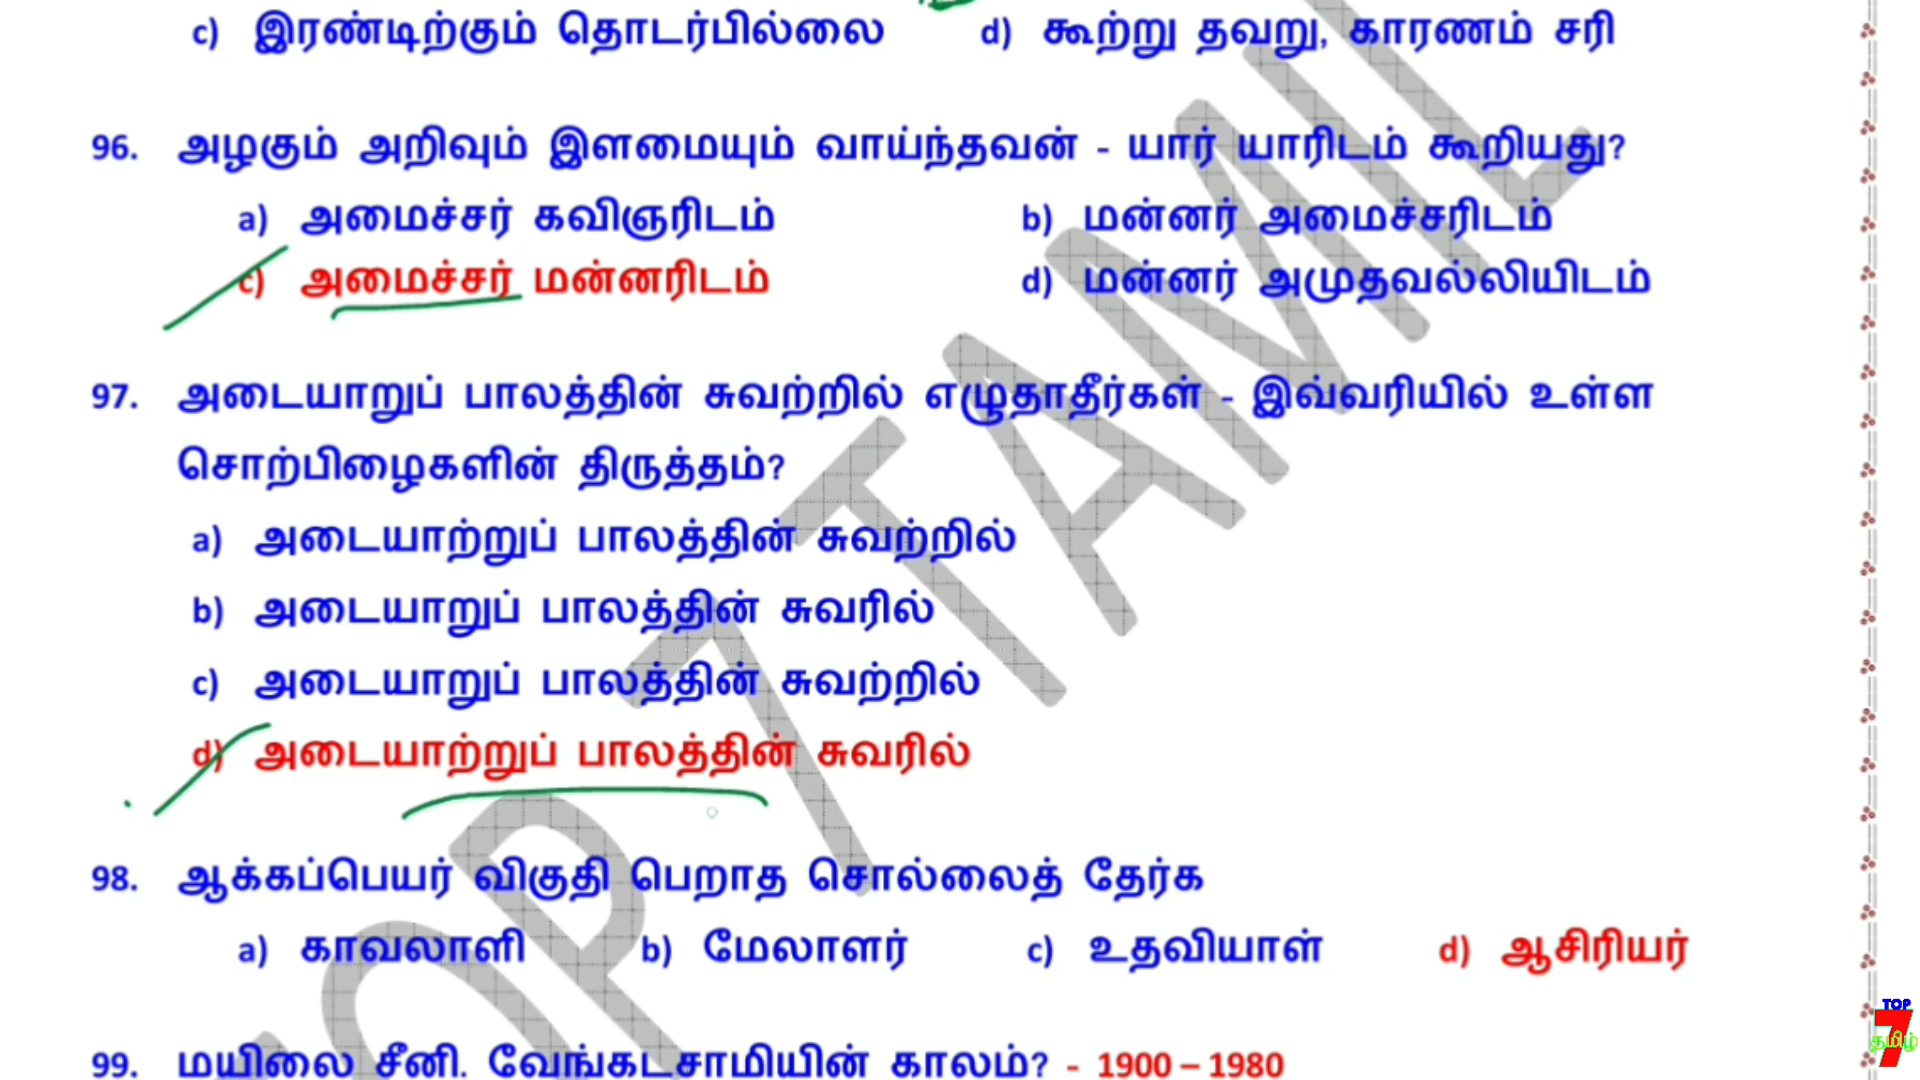 c) இரண்டிற்கும் தொடர்பில்லை d) கூற்று தவறு, காரணம் சரி
96. அழகும் அறிவும் இளமையும் வாய்ந்தவன் - யார் யாரிடம் கூறியது?
a) அமைச்சர் கவிஞரிடம் b) மன்னர் அமைச்சரிடம்
c) அமைச்சர் மன்னரிடம் d) மன்னர் அமுதவல்லியிடம்
97. அடையாறுப் பாலத்தின் சுவற்றில் எழுதாதீர்கள் - இவ்வரியில் உள்ள
சொற்பிழைகளின் திருத்தம்?
a) அடையாற்றுப் பாலத்தின் சுவற்றில்
b) அடையாறுப் பாலத்தின் சுவரில்
c) அடையாறுப் பாலத்தின் சுவற்றில்
d) அடையாற்றுப் பாலத்தின் சுவரில்
98. ஆக்கப்பெயர் விகுதி பெறாத சொல்லைத் தேர்க
a) காவலாளி b) மேலாளர் c) உதவியாள் d) ஆசிரியர்
99. மயிலை சீனி. வேங்கடசாமியின் காலம்? - 1900 – 1980
TOP 7 TAMIL
TOP
7
தமிழ்